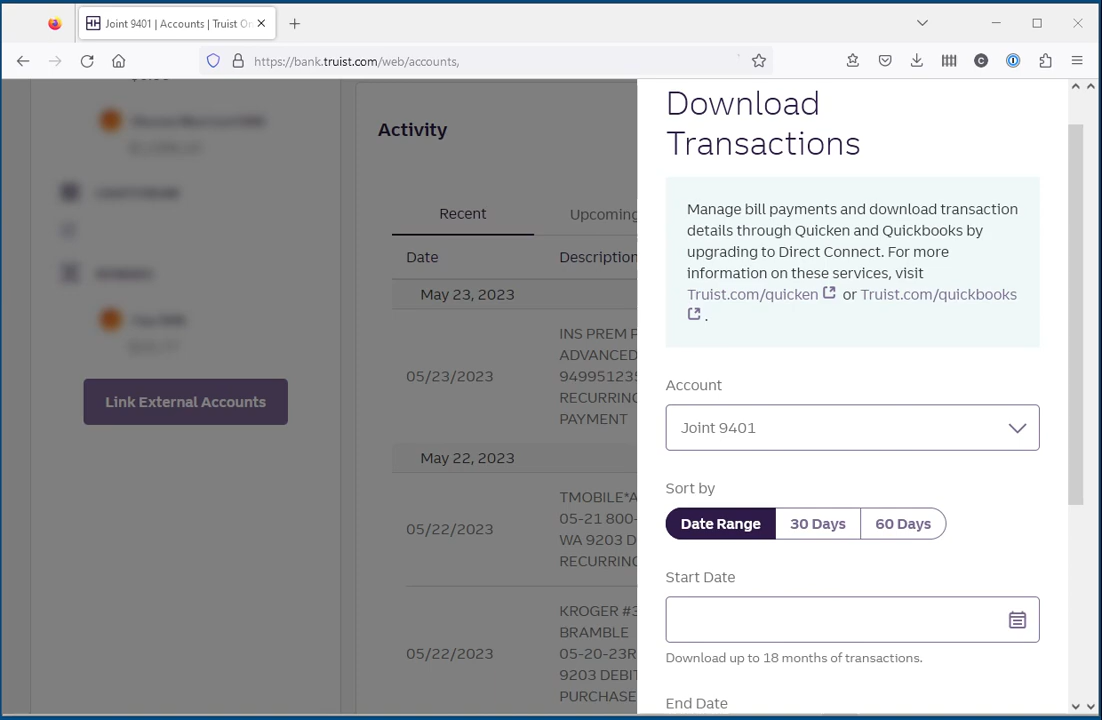 Joint 9401 | Accounts | Truist On
https://bank.truist.com/web/accounts,
Link External Accounts
Activity
Recent
Upcoming
Date
Description
May 23, 2023
05/23/2023
INS PREM P
ADVANCED
949951235
RECURRING
PAYMENT
May 22, 2023
05/22/2023
TMOBILE*A
05-21 800-
WA 9203 D
RECURRING
05/22/2023
KROGER #3
BRAMBLE
05-20-23R
9203 DEBIT
PURCHASE
Download
Transactions
Manage bill payments and download transaction
details through Quicken and Quickbooks by
upgrading to Direct Connect. For more
information on these services, visit
Truist.com/quicken or Truist.com/quickbooks
.
Account
Joint 9401
Sort by
Date Range
30 Days
60 Days
Start Date
Download up to 18 months of transactions.
End Date